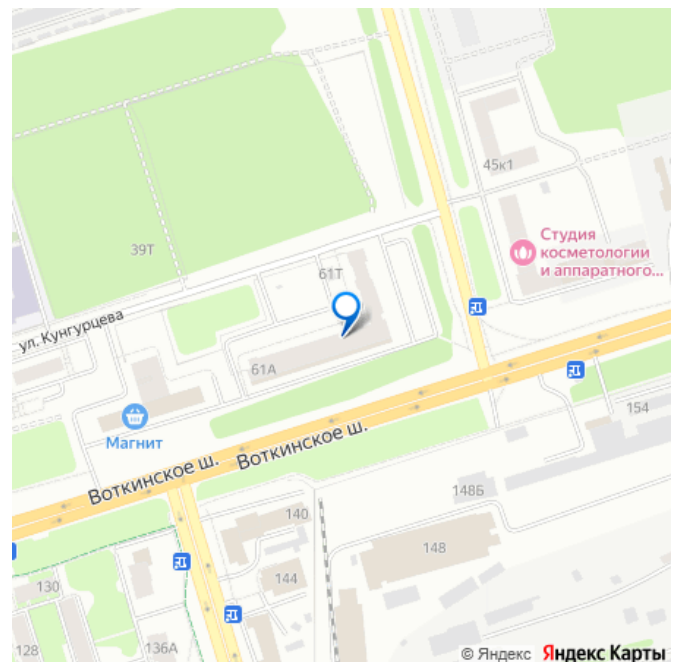 45к1
Студия
косметологии
и аппаратного...
39Т
61Т
ул. Кунгурцева
61А
Магнит
154
Воткинское ш.
Воткинское ш.
148Б
140
148
144
130
128
136А
© Яндекс Яндекс Карты